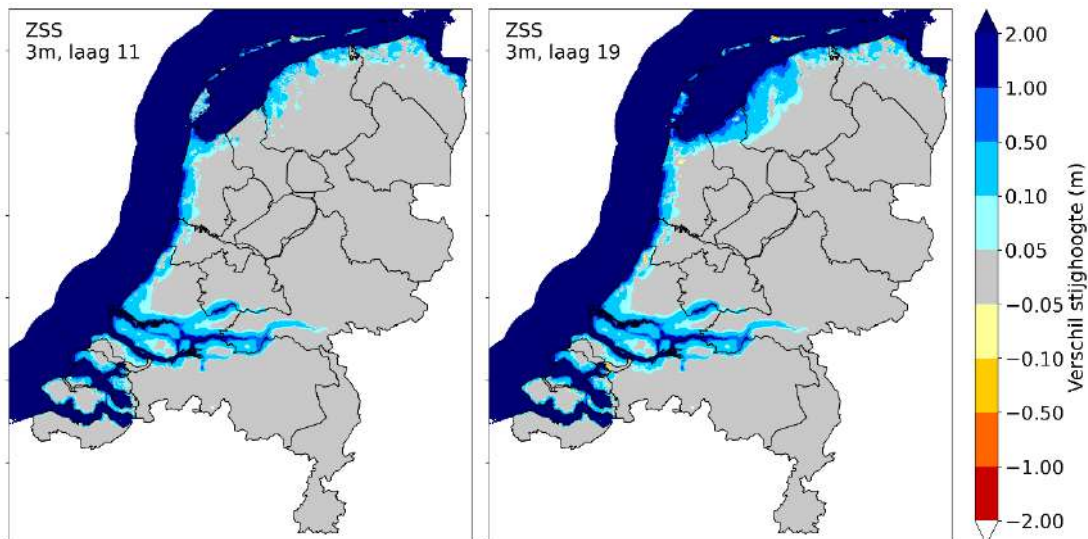 ZSS
3m, laag 11
ZSS
3m, laag 19
2.00
1.00
0.50
0.10
0.05
−0.05
−0.10
−0.50
−1.00
−2.00
Verschil stijghoogte (m)